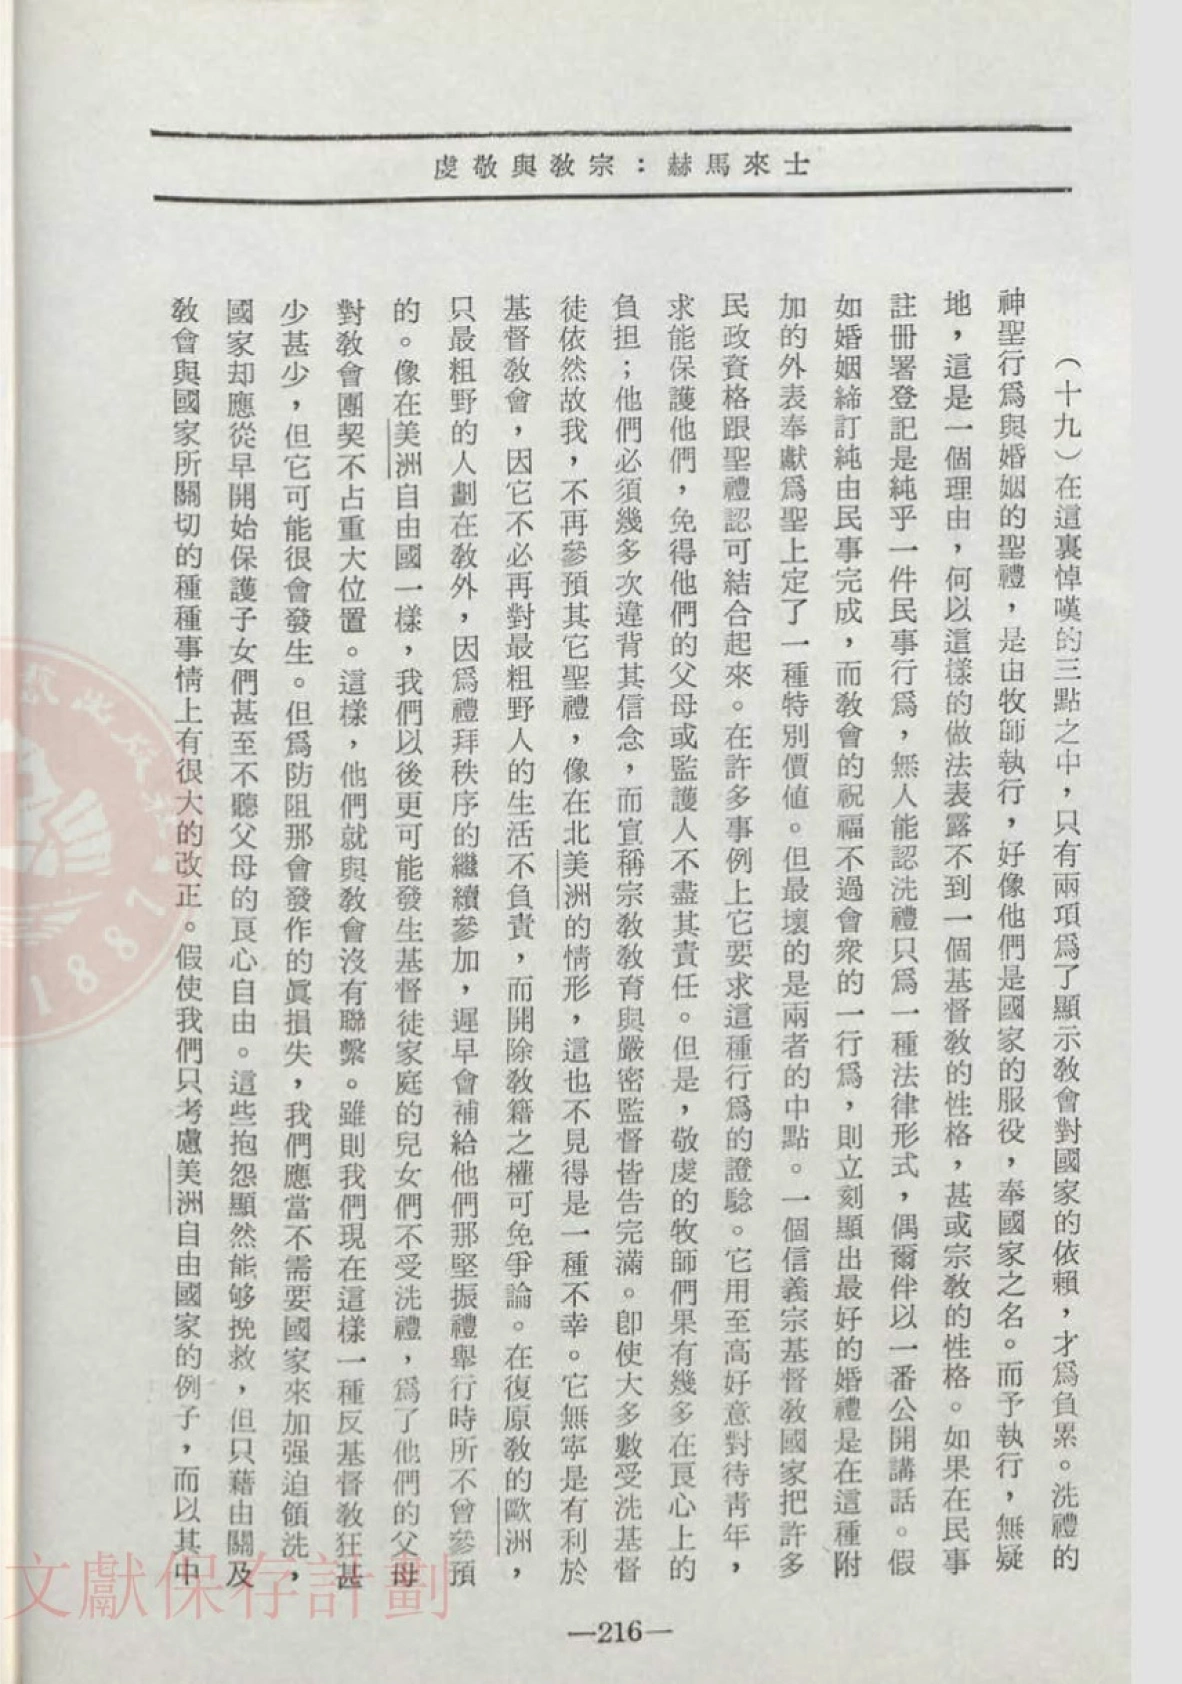 士來馬赫：宗教與敬虔
（十九）在這裏悼嘆的三點之中，只有兩項爲了顯示教會對國家的依賴，才爲負累。洗禮的
神聖行爲與婚姻的聖禮，是由牧師執行，好像他們是國家的服役，奉國家之名。而予執行，無疑
地，這是一個理由，何以這樣的做法表露不到一個基督教的性格，甚或宗教的性格。如果在民事
註冊署登記是純乎一件民事行爲，無人能認洗禮只爲一種法律形式，偶爾伴以一番公開講話。假
如婚姻締訂純由民事完成，而教會的祝福不過會衆的一行爲，則立刻顯出最好的婚禮是在這種附
加的外表奉獻爲聖上定了一種特別價值。但最壞的是兩者的中點。一個信義宗基督教國家把許多
民政資格跟聖禮認可結合起來。在許多事例上它要求這種行爲的證驗。它用至高好意對待青年，
求能保護他們，免得他們的父母或監護人不盡其責任。但是，敬虔的牧師們果有幾多在良心上的
負担；他們必須幾多次違背其信念，而宣稱宗教教育與嚴密監督皆告完滿。卽使大多數受洗基督
徒依然故我，不再參預其它聖禮，像在北美洲的情形，這也不見得是一種不幸。它無寧是有利於
基督教會，因它不必再對最粗野人的生活不負責，而開除教籍之權可免爭論。在復原教的歐洲，
只最粗野的人劃在教外，因爲禮拜秩序的繼續參加，遲早會補給他們那堅振禮舉行時所不曾參預
的。像在美洲自由國一樣，我們以後更可能發生基督徒家庭的兒女們不受洗禮，爲了他們的父母
對教會團契不占重大位置。這樣，他們就與教會沒有聯繫。雖則我們現在這樣一種反基督教狂甚
少甚少，但它可能很會發生。但爲防阻那會發作的眞損失，我們應當不需要國家來加强迫領洗，
國家却應從早開始保護子女們甚至不聽父母的良心自由。這些抱怨顯然能够挽救，但只藉由關及
教會與國家所關切的種種事情上有很大的改正。假使我們只考慮美洲自由國家的例子，而以其中
—216—
文獻保存計劃
1887